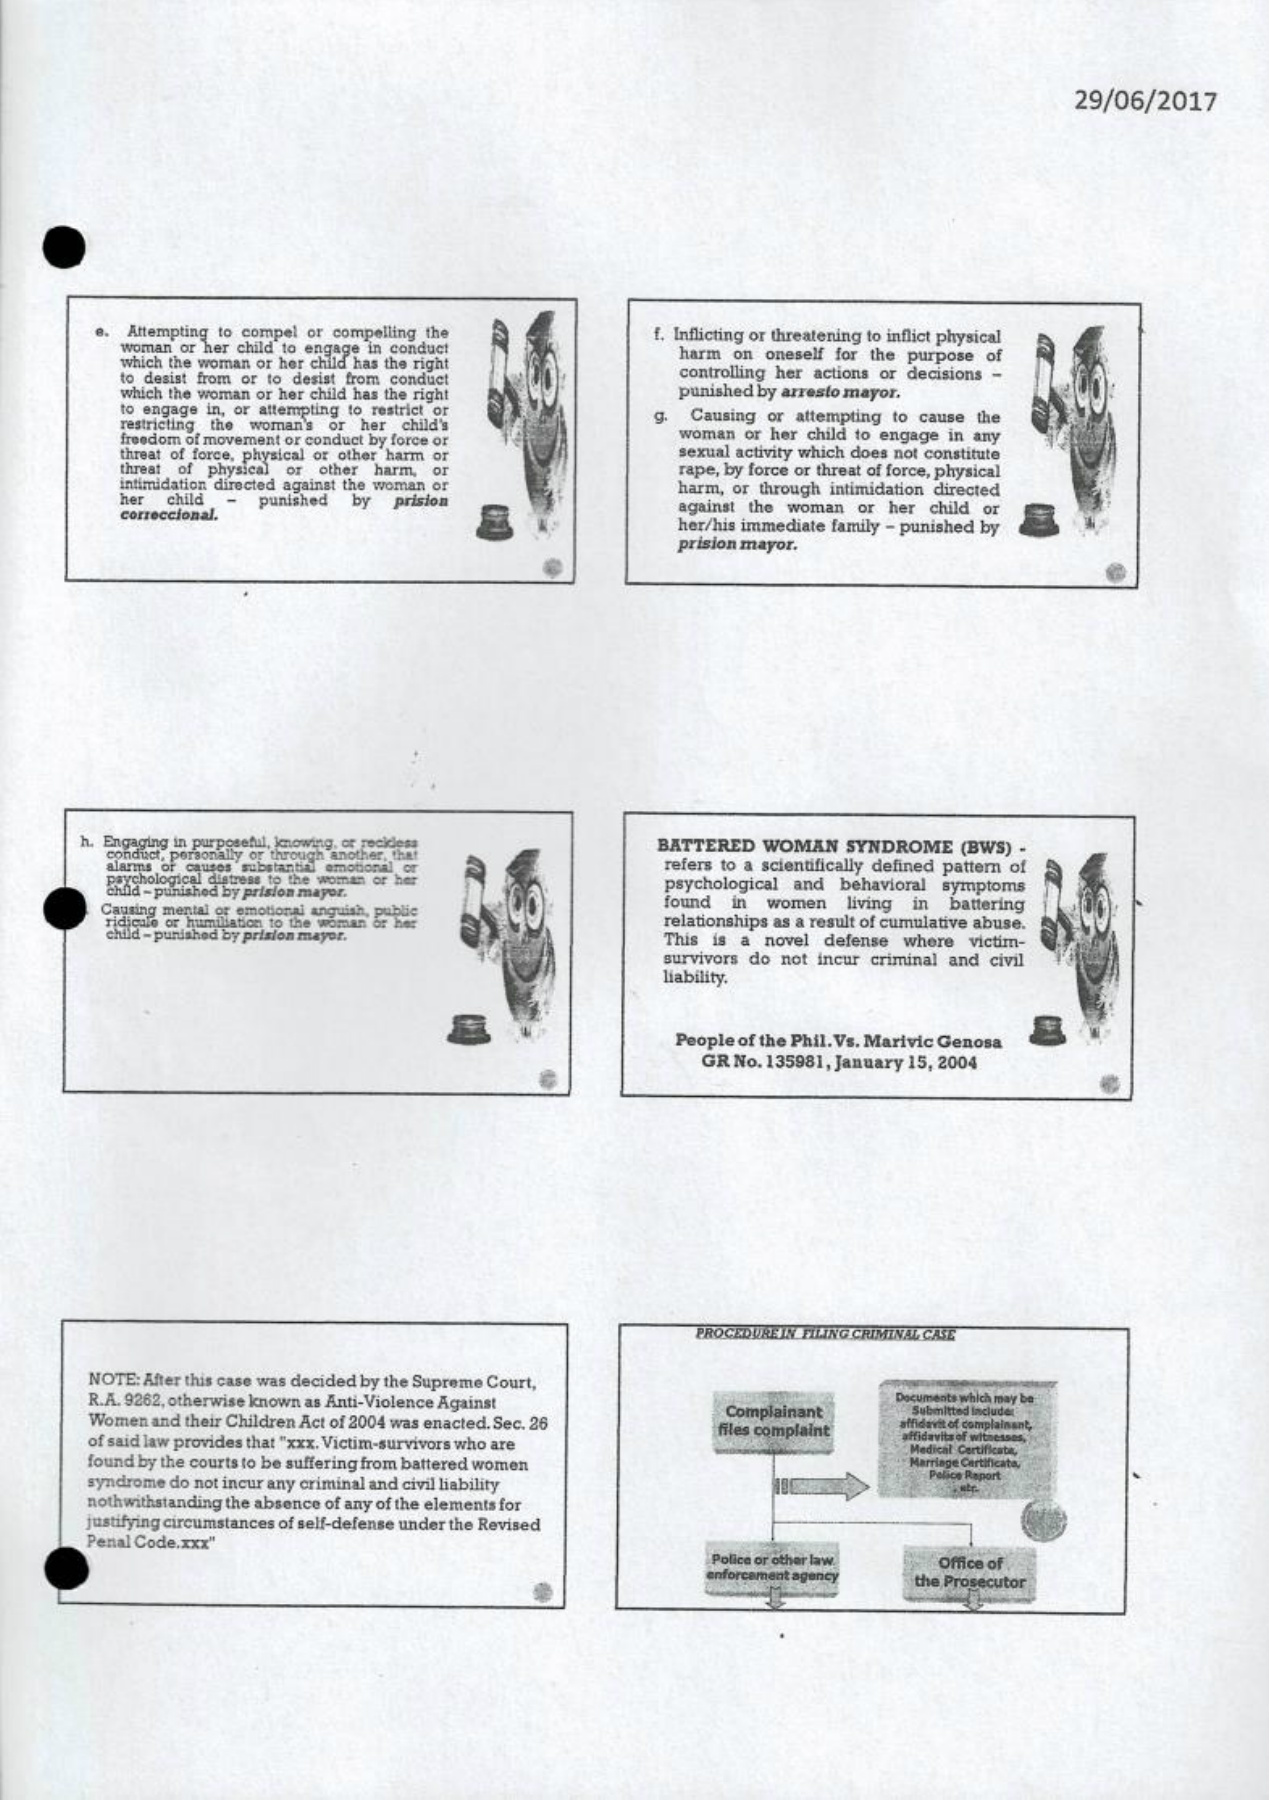 29/06/2017
e. Attempting to compel or compelling the
woman or her child to engage in conduct
which the woman or her child has the right
to desist from or to desist from conduct
which the woman or her child has the right
to engage in, or attempting to restrict or
restricting the woman's or her child's
freedom of movement or conduct by force or
threat of force, physical or other harm or
threat of physical or other harm, or
intimidation directed against the woman or
her child – punished by prision
correccional.
f. Inflicting or threatening to inflict physical
harm on oneself for the purpose of
controlling her actions or decisions –
punished by arresto mayor.
g. Causing or attempting to cause the
woman or her child to engage in any
sexual activity which does not constitute
rape, by force or threat of force, physical
harm, or through intimidation directed
against the woman or her child or
her/his immediate family – punished by
prision mayor.
h. Engaging in purposeful, knowing, or reckless
conduct, personally or through another, that
alarms or causes substantial emotional or
psychological distress to the woman or her
child – punished by prision mayor.
Causing mental or emotional anguish, public
ridicule or humiliation to the woman or her
child – punished by prision mayor.
BATTERED WOMAN SYNDROME (BWS) -
refers to a scientifically defined pattern of
psychological and behavioral symptoms
found in women living in battering
relationships as a result of cumulative abuse.
This is a novel defense where victim-
survivors do not incur criminal and civil
liability.
People of the Phil. Vs. Marivic Genosa
GR No. 135981, January 15, 2004
NOTE: After this case was decided by the Supreme Court,
R.A. 9262, otherwise known as Anti-Violence Against
Women and their Children Act of 2004 was enacted. Sec. 26
of said law provides that "xxx. Victim-survivors who are
found by the courts to be suffering from battered women
syndrome do not incur any criminal and civil liability
nothwithstanding the absence of any of the elements for
justifying circumstances of self-defense under the Revised
Penal Code.xxx"
PROCEDURE IN FILING CRIMINAL CASE
Complainant
files complaint
Documents which may be
Submitted include:
affidavit of complainant,
affidavits of witnesses,
Medical Certificate,
Marriage Certificate,
Police Report
, etc.
Police or other law
enforcement agency
Office of
the Prosecutor